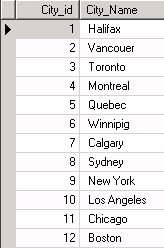 City_id City_Name
1 Halifax
2 Vancouer
3 Toronto
4 Montreal
5 Quebec
6 Winnipig
7 Calgary
8 Sydney
9 New York
10 Los Angeles
11 Chicago
12 Boston